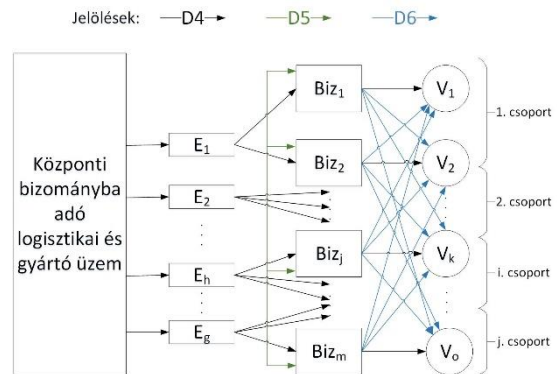 Jelölések: D4 D5 D6
Központi
bizományba
adó
logisztikai és
gyártó üzem
E1
E2
Eh
Eg
Biz1
Biz2
Bizj
Bizm
V1
V2
Vk
Vo
1. csoport
2. csoport
i. csoport
j. csoport